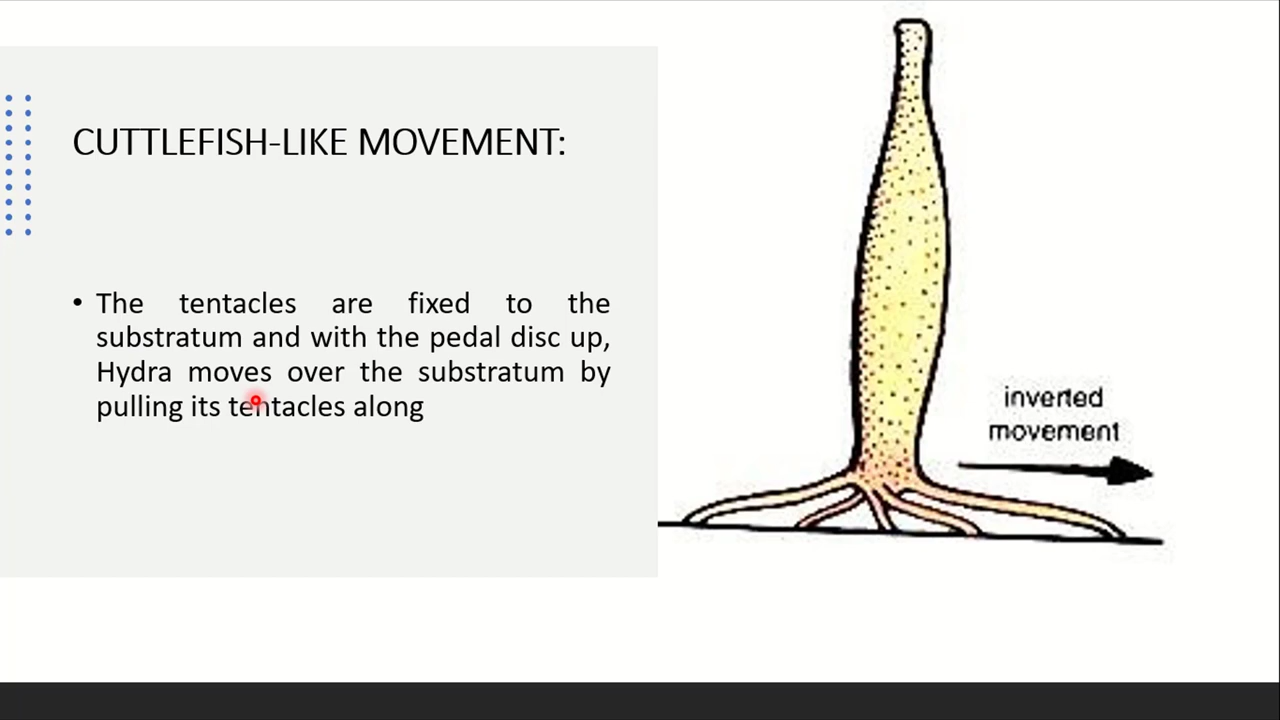 CUTTLEFISH-LIKE MOVEMENT:
• The tentacles are fixed to the
substratum and with the pedal disc up,
Hydra moves over the substratum by
pulling its tentacles along
inverted
movement